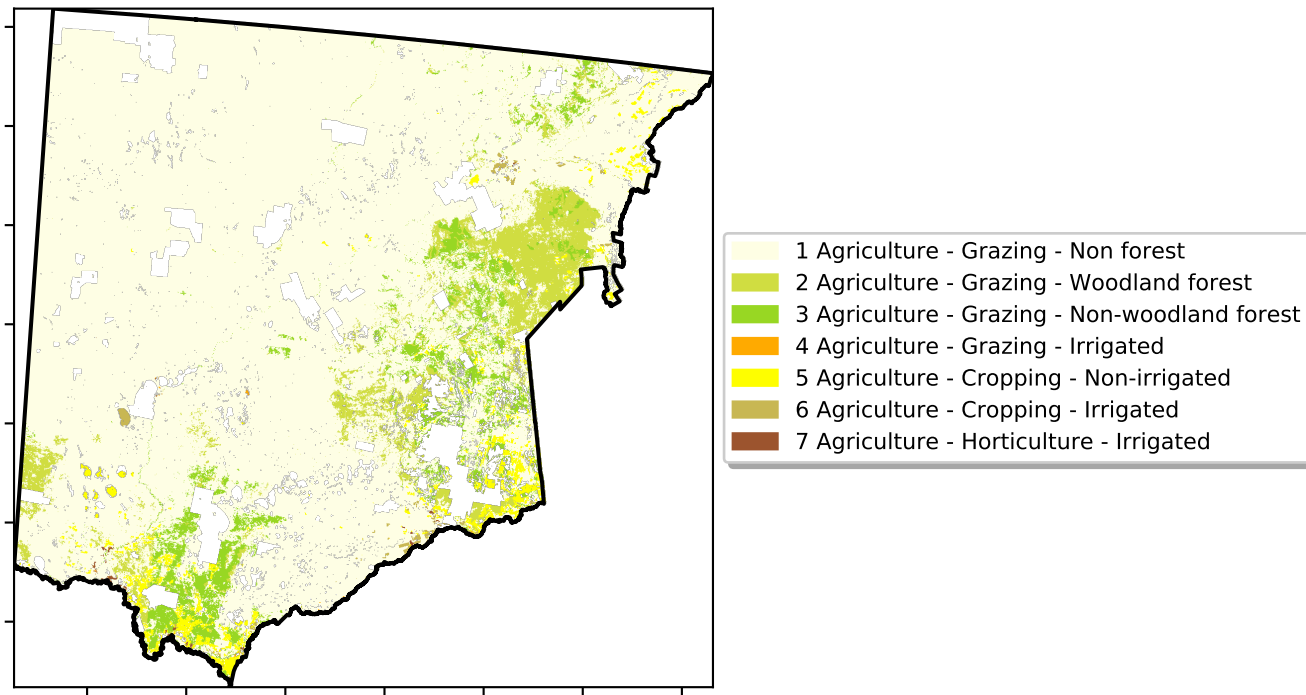 1 Agriculture - Grazing - Non forest
2 Agriculture - Grazing - Woodland forest
3 Agriculture - Grazing - Non-woodland forest
4 Agriculture - Grazing - Irrigated
5 Agriculture - Cropping - Non-irrigated
6 Agriculture - Cropping - Irrigated
7 Agriculture - Horticulture - Irrigated